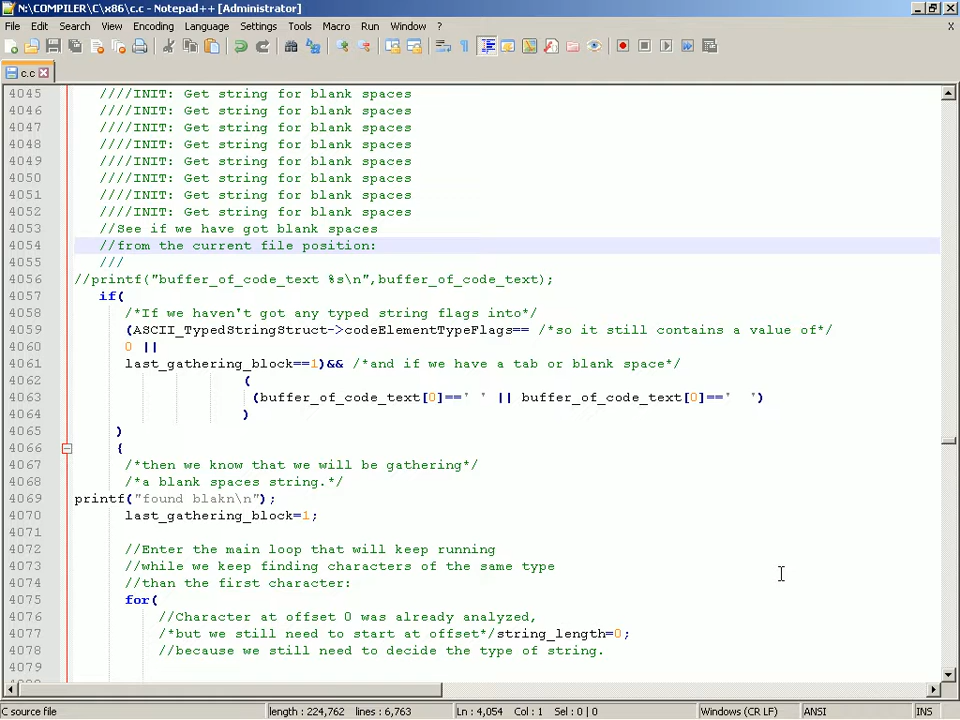 N:\COMPILER\C\x86\c.c - Notepad++ [Administrator]
File Edit Search View Encoding Language Settings Tools Macro Run Window ? X
c.c
4045 ////INIT: Get string for blank spaces
4046 ////INIT: Get string for blank spaces
4047 ////INIT: Get string for blank spaces
4048 ////INIT: Get string for blank spaces
4049 ////INIT: Get string for blank spaces
4050 ////INIT: Get string for blank spaces
4051 ////INIT: Get string for blank spaces
4052 ////INIT: Get string for blank spaces
4053 //See if we have got blank spaces
4054 //from the current file position:
4055 ///
4056 //printf("buffer_of_code_text %s\n",buffer_of_code_text);
4057 if(
4058 /*If we haven't got any typed string flags into*/
4059 (ASCII_TypedStringStruct->codeElementTypeFlags== /*so it still contains a value of*/
4060 0 ||
4061 last_gathering_block==1)&& /*and if we have a tab or blank space*/
4062 (
4063 (buffer_of_code_text[0]==' ' || buffer_of_code_text[0]=='	')
4064 )
4065 )
4066 {
4067 /*then we know that we will be gathering*/
4068 /*a blank spaces string.*/
4069 printf("found blakn\n");
4070 last_gathering_block=1;
4071
4072 //Enter the main loop that will keep running
4073 //while we keep finding characters of the same type
4074 //than the first character:
4075 for(
4076 //Character at offset 0 was already analyzed,
4077 /*but we still need to start at offset*/string_length=0;
4078 //because we still need to decide the type of string.
4079
C source file length : 224,762 lines : 6,763 Ln : 4,054 Col : 1 Sel : 0 | 0 Windows (CR LF) ANSI INS